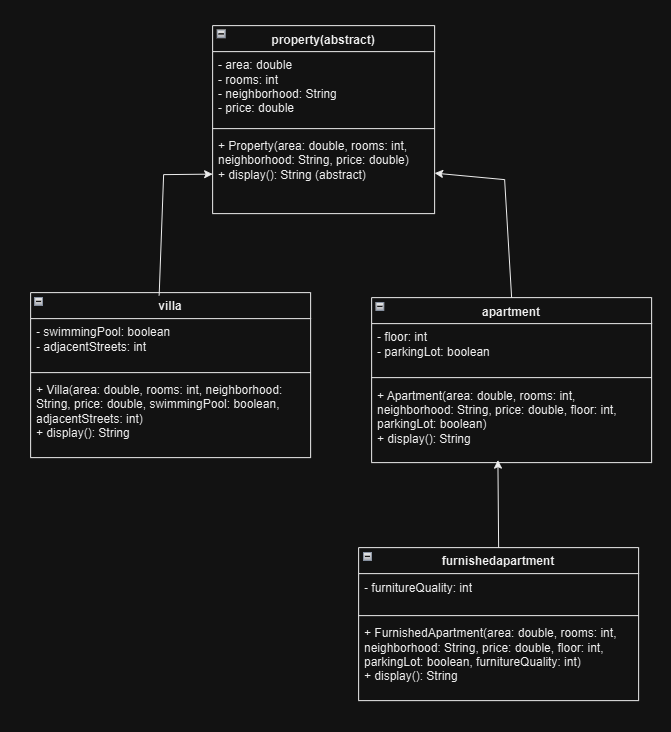 property(abstract)
- area: double
- rooms: int
- neighborhood: String
- price: double
+ Property(area: double, rooms: int,
neighborhood: String, price: double)
+ display(): String (abstract)
villa
- swimmingPool: boolean
- adjacentStreets: int
+ Villa(area: double, rooms: int, neighborhood:
String, price: double, swimmingPool: boolean,
adjacentStreets: int)
+ display(): String
apartment
- floor: int
- parkingLot: boolean
+ Apartment(area: double, rooms: int,
neighborhood: String, price: double, floor: int,
parkingLot: boolean)
+ display(): String
furnishedapartment
- furnitureQuality: int
+ FurnishedApartment(area: double, rooms: int,
neighborhood: String, price: double, floor: int,
parkingLot: boolean, furnitureQuality: int)
+ display(): String